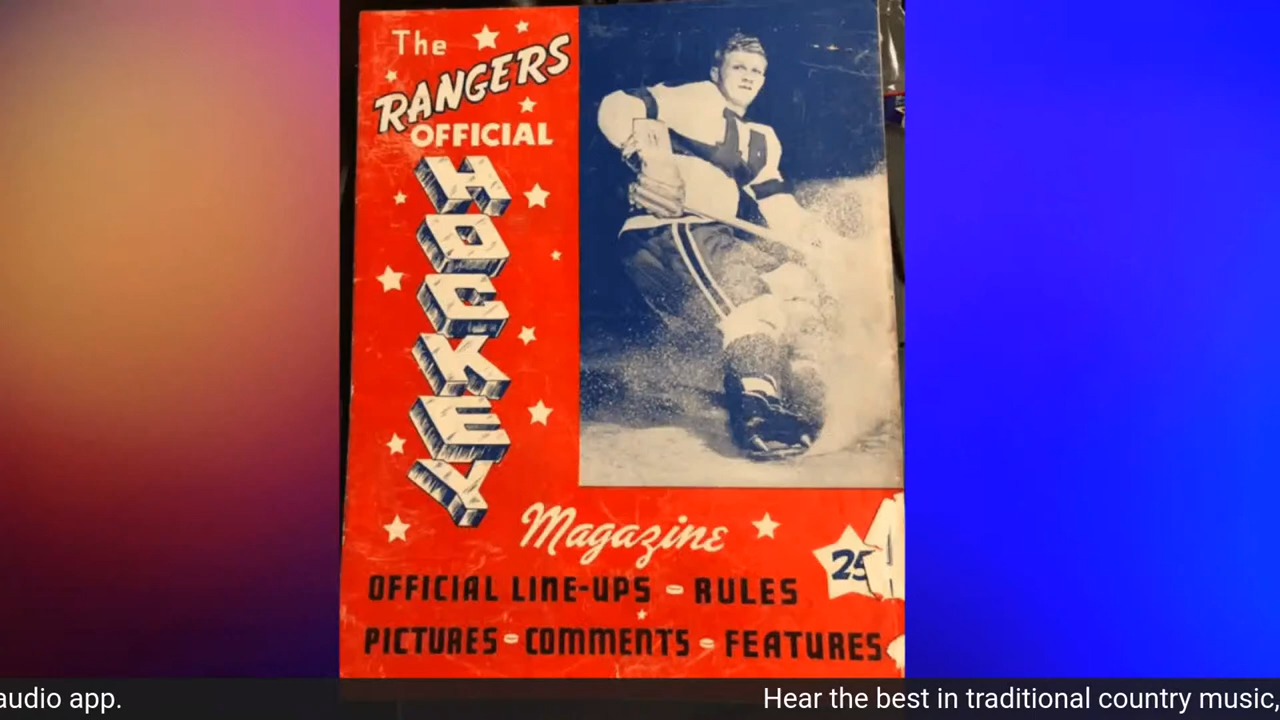 The
RANGERS
OFFICIAL
HOCKEY
Magazine
25
OFFICIAL LINE-UPS - RULES
PICTURES - COMMENTS - FEATURES
audio app.
Hear the best in traditional country music,